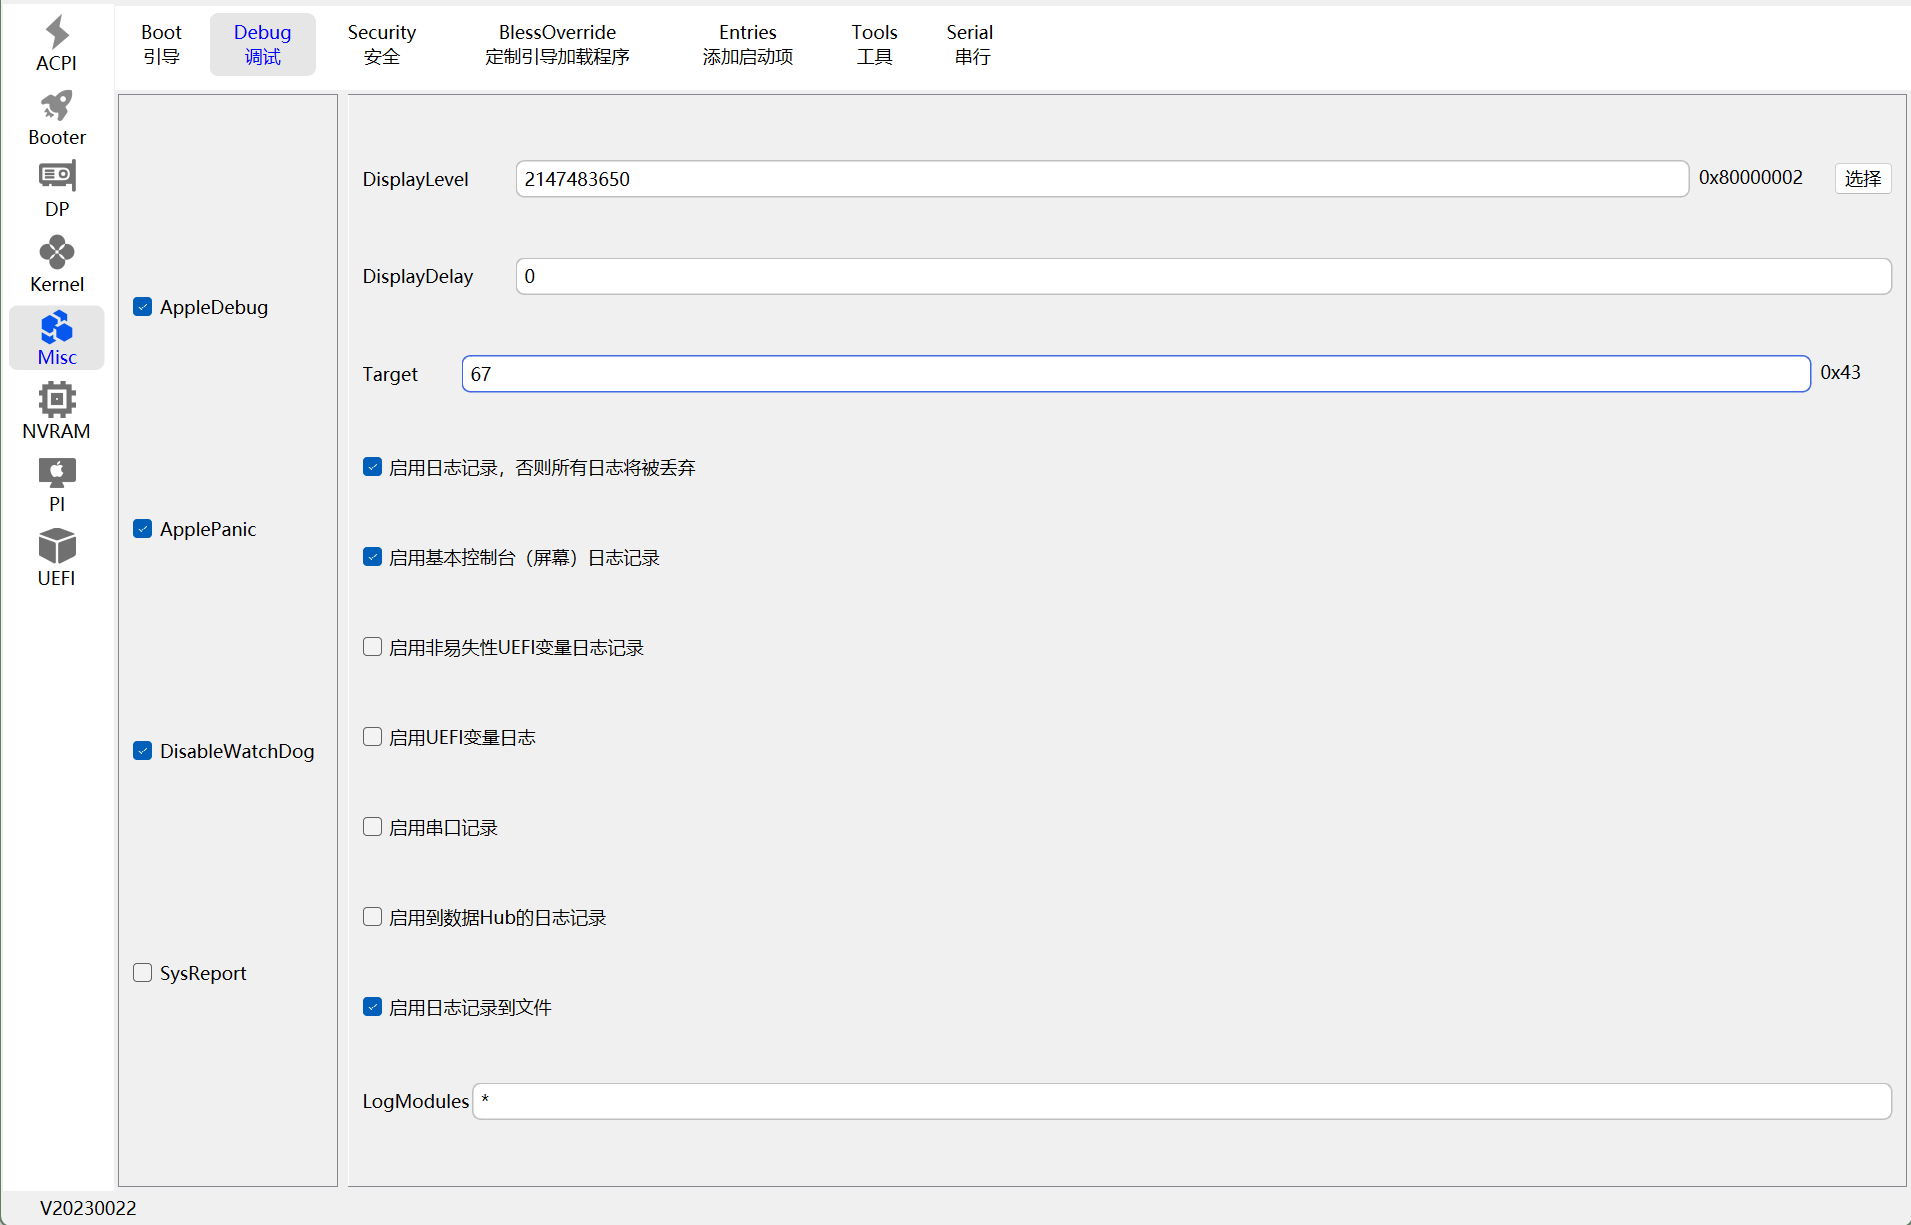 ACPI
Booter
DP
Kernel
Misc
NVRAM
PI
UEFI
Boot
引导
Debug
调试
Security
安全
BlessOverride
定制引导加载程序
Entries
添加启动项
Tools
工具
Serial
串行
AppleDebug
ApplePanic
DisableWatchDog
SysReport
DisplayLevel 2147483650 0x80000002 选择
DisplayDelay 0
Target 67 0x43
启用日志记录，否则所有日志将被丢弃
启用基本控制台（屏幕）日志记录
启用非易失性UEFI变量日志记录
启用UEFI变量日志
启用串口记录
启用到数据Hub的日志记录
启用日志记录到文件
LogModules *
V20230022